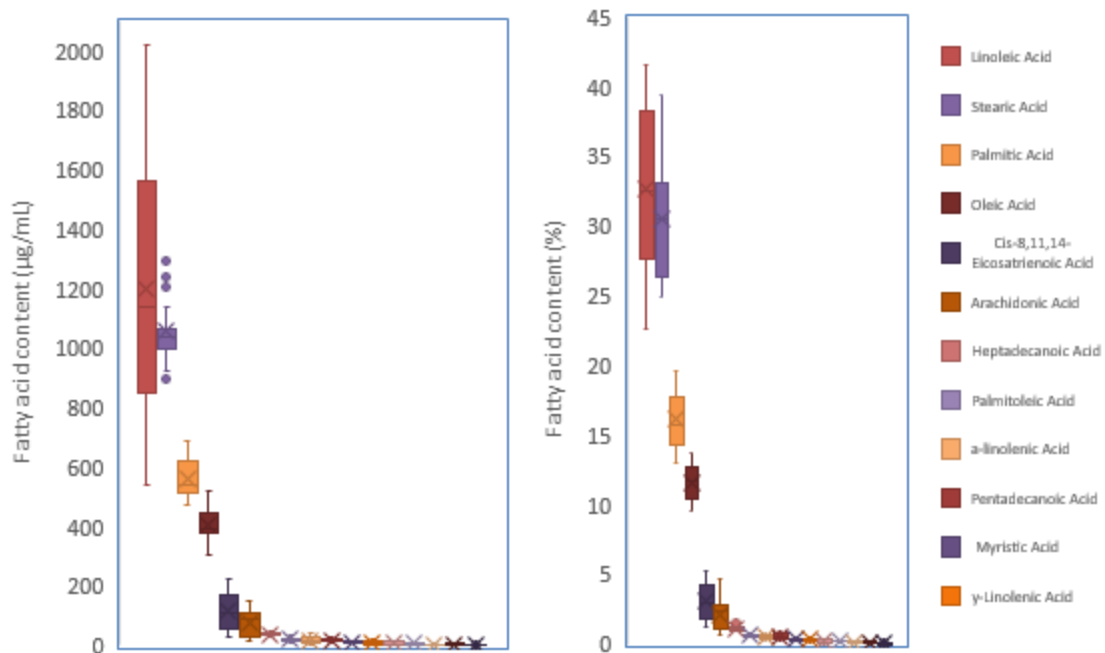 2000
1800
1600
1400
1200
1000
800
600
400
200
0
Fatty acid content (µg/mL)
45
40
35
30
25
20
15
10
5
0
Fatty acid content (%)
Linoleic Acid
Stearic Acid
Palmitic Acid
Oleic Acid
Cis-8,11,14-
Eicosatrienoic Acid
Arachidonic Acid
Heptadecanoic Acid
Palmitoleic Acid
a-linolenic Acid
Pentadecanoic Acid
Myristic Acid
γ-Linolenic Acid